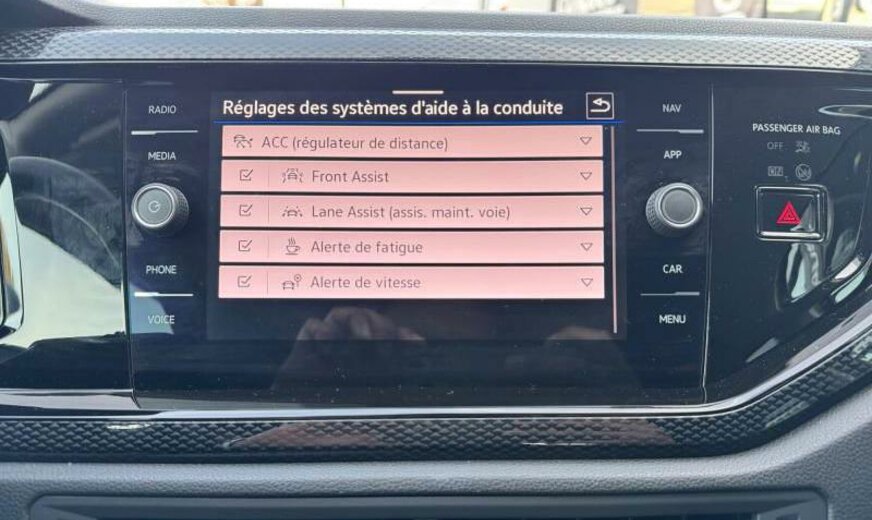 Réglages des systèmes d'aide à la conduite
ACC (régulateur de distance)
Front Assist
Lane Assist (assis. maint. voie)
Alerte de fatigue
Alerte de vitesse
RADIO
MEDIA
PHONE
VOICE
NAV
APP
CAR
MENU
PASSENGER AIR BAG
OFF